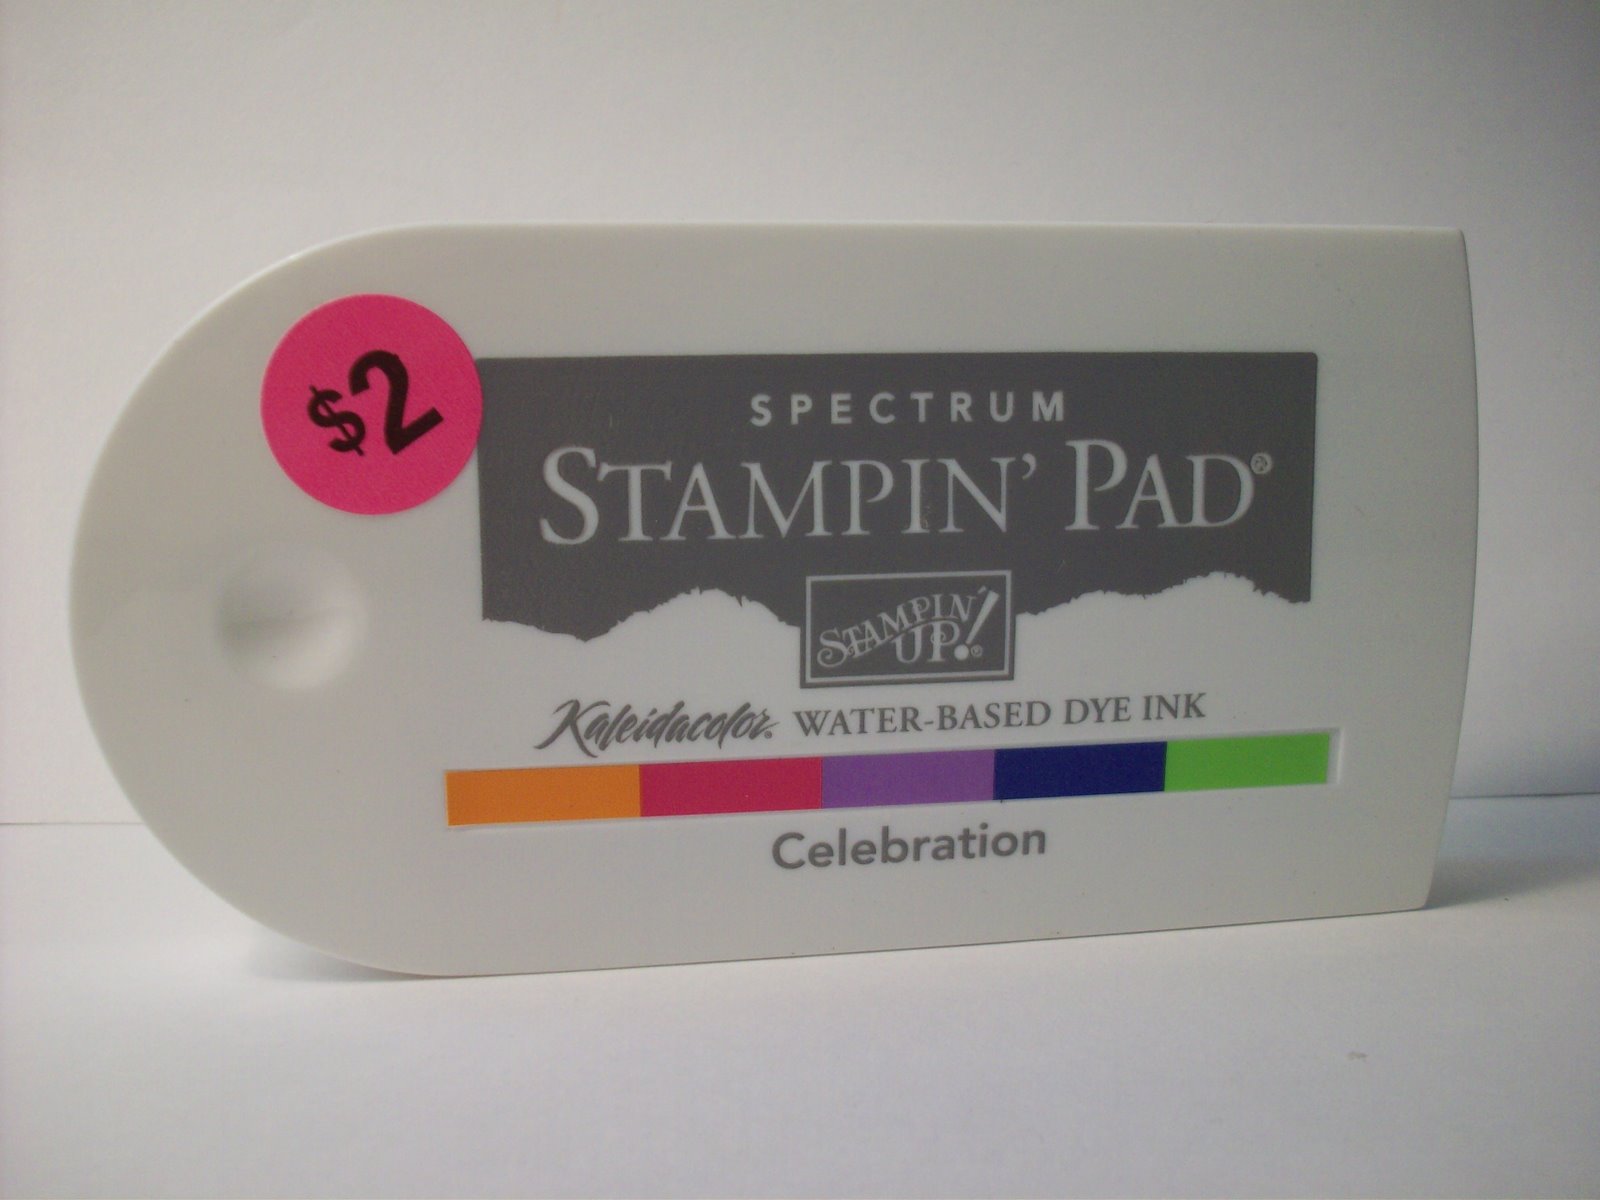 $2
SPECTRUM
STAMPIN' PAD®
STAMPIN'
UP!®
Kaleidacolor® WATER-BASED DYE INK
Celebration